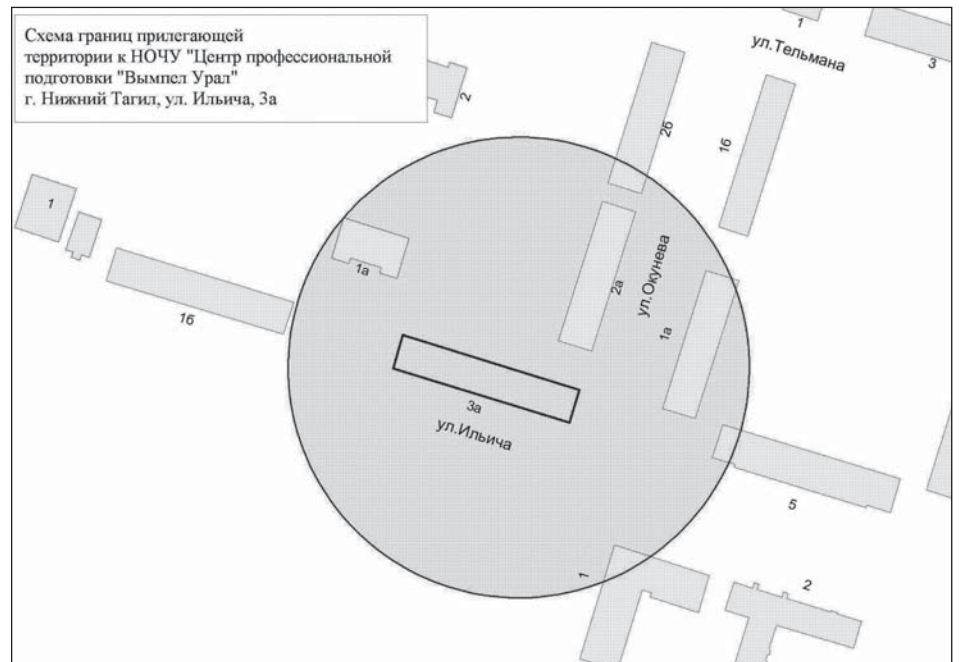 Схема границ прилегающей
территории к НОЧУ "Центр профессиональной
подготовки "Вымпел Урал"
г. Нижний Тагил, ул. Ильича, 3а
1
ул.Тельмана
3
2
2б
1б
1
1а
2а
ул.Окунева
1а
1б
3а
ул.Ильича
5
1
2